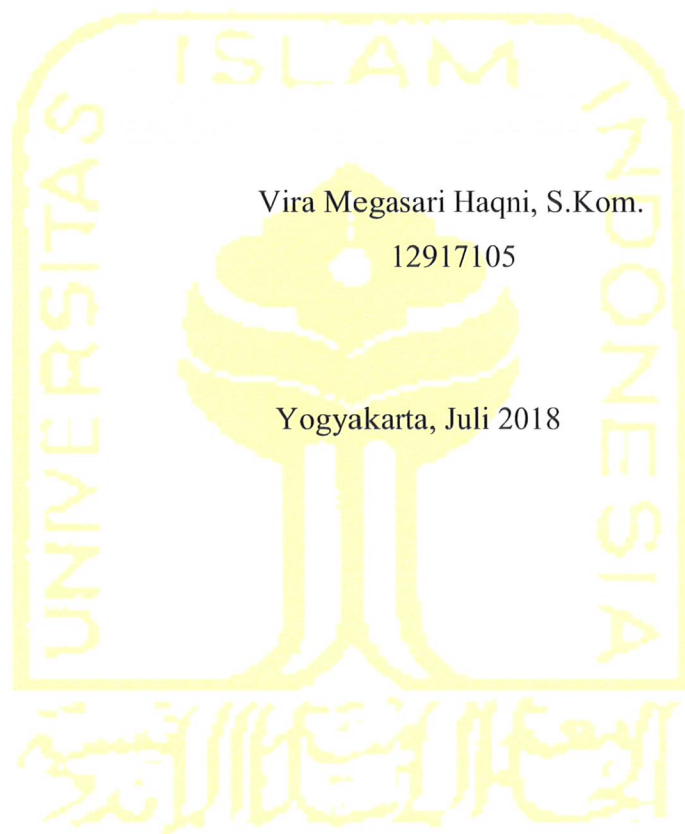 ISLAM
UNIVERSITAS
INDONESIA
Vira Megasari Haqni, S.Kom.
12917105
Yogyakarta, Juli 2018